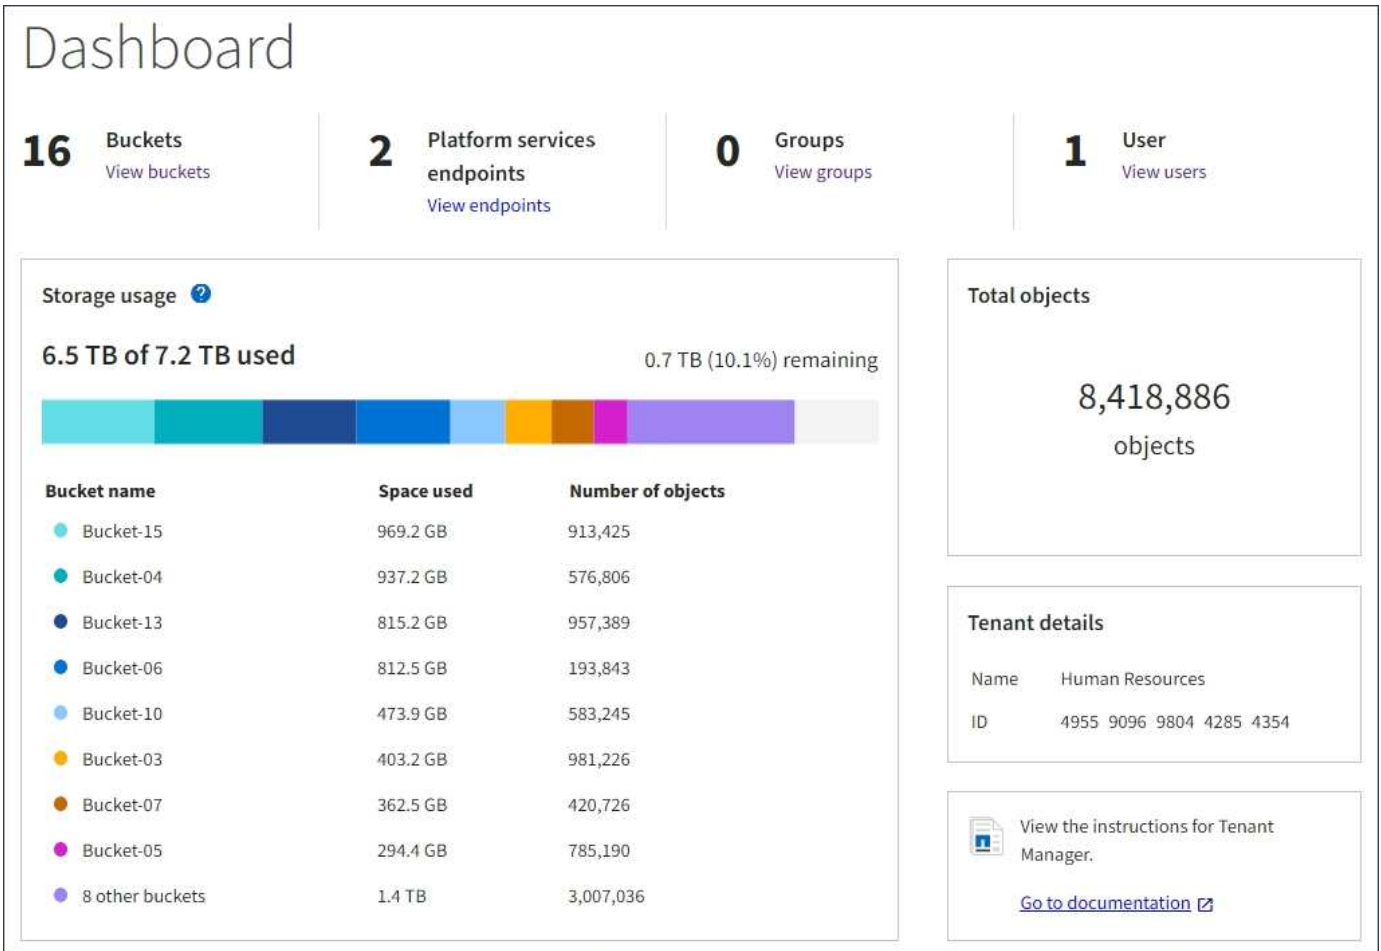 Dashboard
16 Buckets
View buckets
2 Platform services
endpoints
View endpoints
0 Groups
View groups
1 User
View users
Storage usage ?
6.5 TB of 7.2 TB used
0.7 TB (10.1%) remaining
Bucket name Space used Number of objects
Bucket-15 969.2 GB 913,425
Bucket-04 937.2 GB 576,806
Bucket-13 815.2 GB 957,389
Bucket-06 812.5 GB 193,843
Bucket-10 473.9 GB 583,245
Bucket-03 403.2 GB 981,226
Bucket-07 362.5 GB 420,726
Bucket-05 294.4 GB 785,190
8 other buckets 1.4 TB 3,007,036
Total objects
8,418,886
objects
Tenant details
Name Human Resources
ID 4955 9096 9804 4285 4354
View the instructions for Tenant
Manager.
Go to documentation